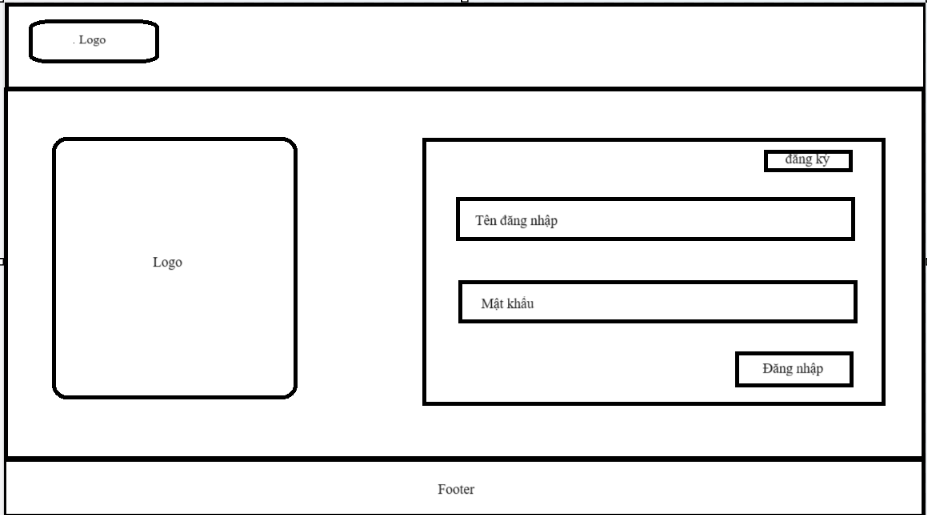 Logo
đăng ký
Tên đăng nhập
Logo
Mật khẩu
Đăng nhập
Footer